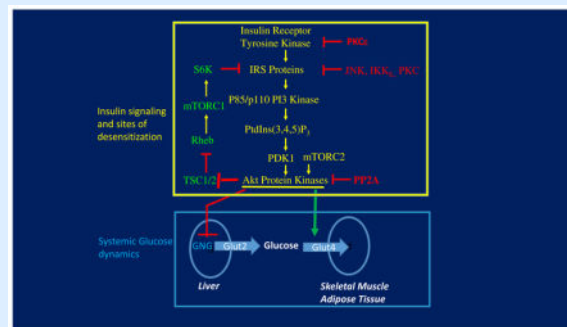 Insulin Receptor
Tyrosine Kinase
PKCε
S6K
IRS Proteins
JNK, IKK
PKC
P85/p110 PI3 Kinase
mTORC1
Insulin signaling
and sites of
desensitization
PtdIns(3,4,5)P3
Rheb
PDK1
mTORC2
TSC1/2
Akt Protein Kinases
PP2A
Systemic Glucose
dynamics
GNG
Glut2
Glucose
Glut4
Liver
Skeletal Muscle
Adipose Tissue